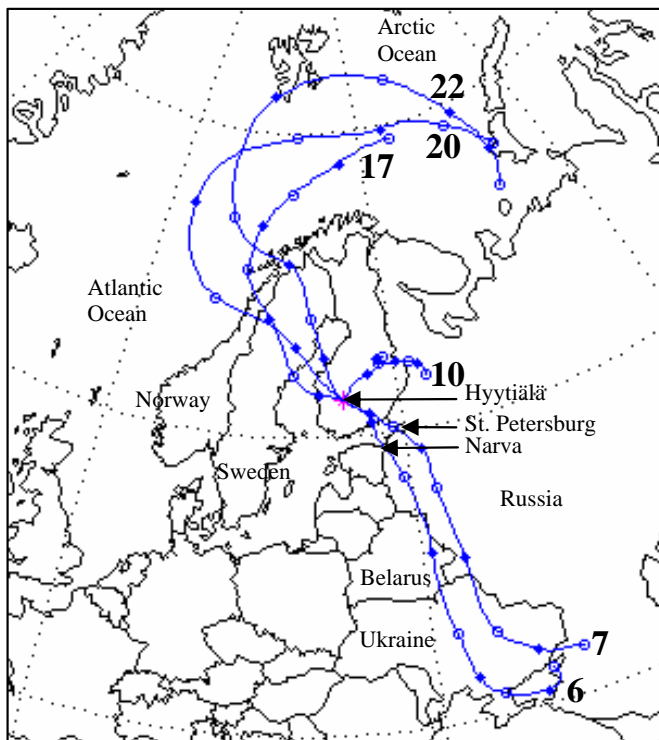 Arctic
Ocean
22
20
17
Atlantic
Ocean
10
Hyytiälä
Norway
St. Petersburg
Narva
Sweden
Russia
Belarus
Ukraine
7
6